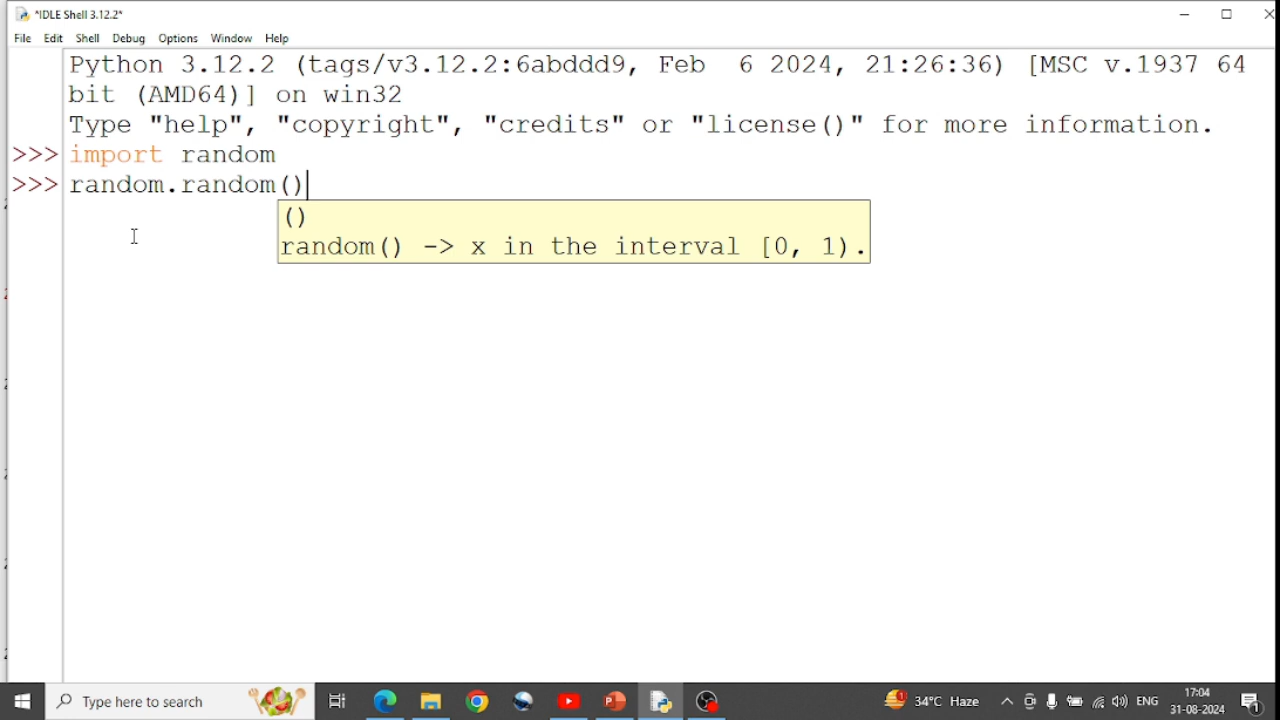 *IDLE Shell 3.12.2*
File Edit Shell Debug Options Window Help
Python 3.12.2 (tags/v3.12.2:6abddd9, Feb  6 2024, 21:26:36) [MSC v.1937 64
bit (AMD64)] on win32
Type "help", "copyright", "credits" or "license()" for more information.
>>> import random
>>> random.random()
()
random() -> x in the interval [0, 1).
Type here to search
34°C Haze
ENG
17:04
31-08-2024
1